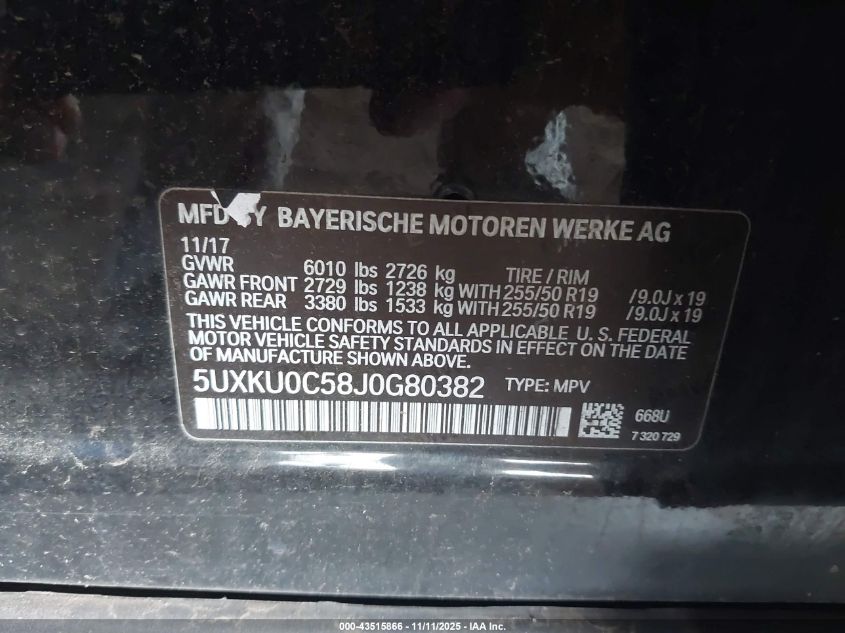 MFD Y BAYERISCHE MOTOREN WERKE AG
11/17
GVWR 6010 lbs 2726 kg TIRE / RIM
GAWR FRONT 2729 lbs 1238 kg WITH 255/50 R19 /9.0J x 19
GAWR REAR 3380 lbs 1533 kg WITH 255/50 R19 /9.0J x 19
THIS VEHICLE CONFORMS TO ALL APPLICABLE U. S. FEDERAL
MOTOR VEHICLE SAFETY STANDARDS IN EFFECT ON THE DATE
OF MANUFACTURE SHOWN ABOVE.
5UXKU0C58J0G80382 TYPE: MPV
668U
7 320 729
000-43515866 - 11/11/2025 - IAA Inc.